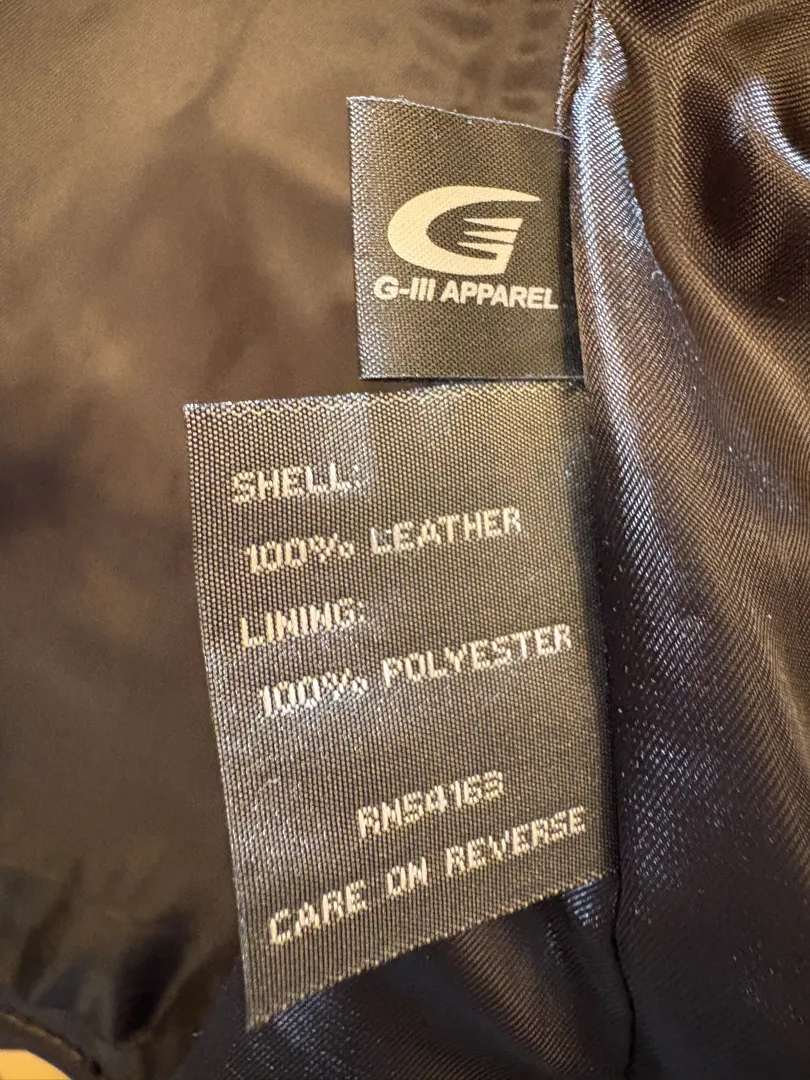 G-III APPAREL
SHELL:
100% LEATHER
LINING:
100% POLYESTER
RN54163
CARE ON REVERSE